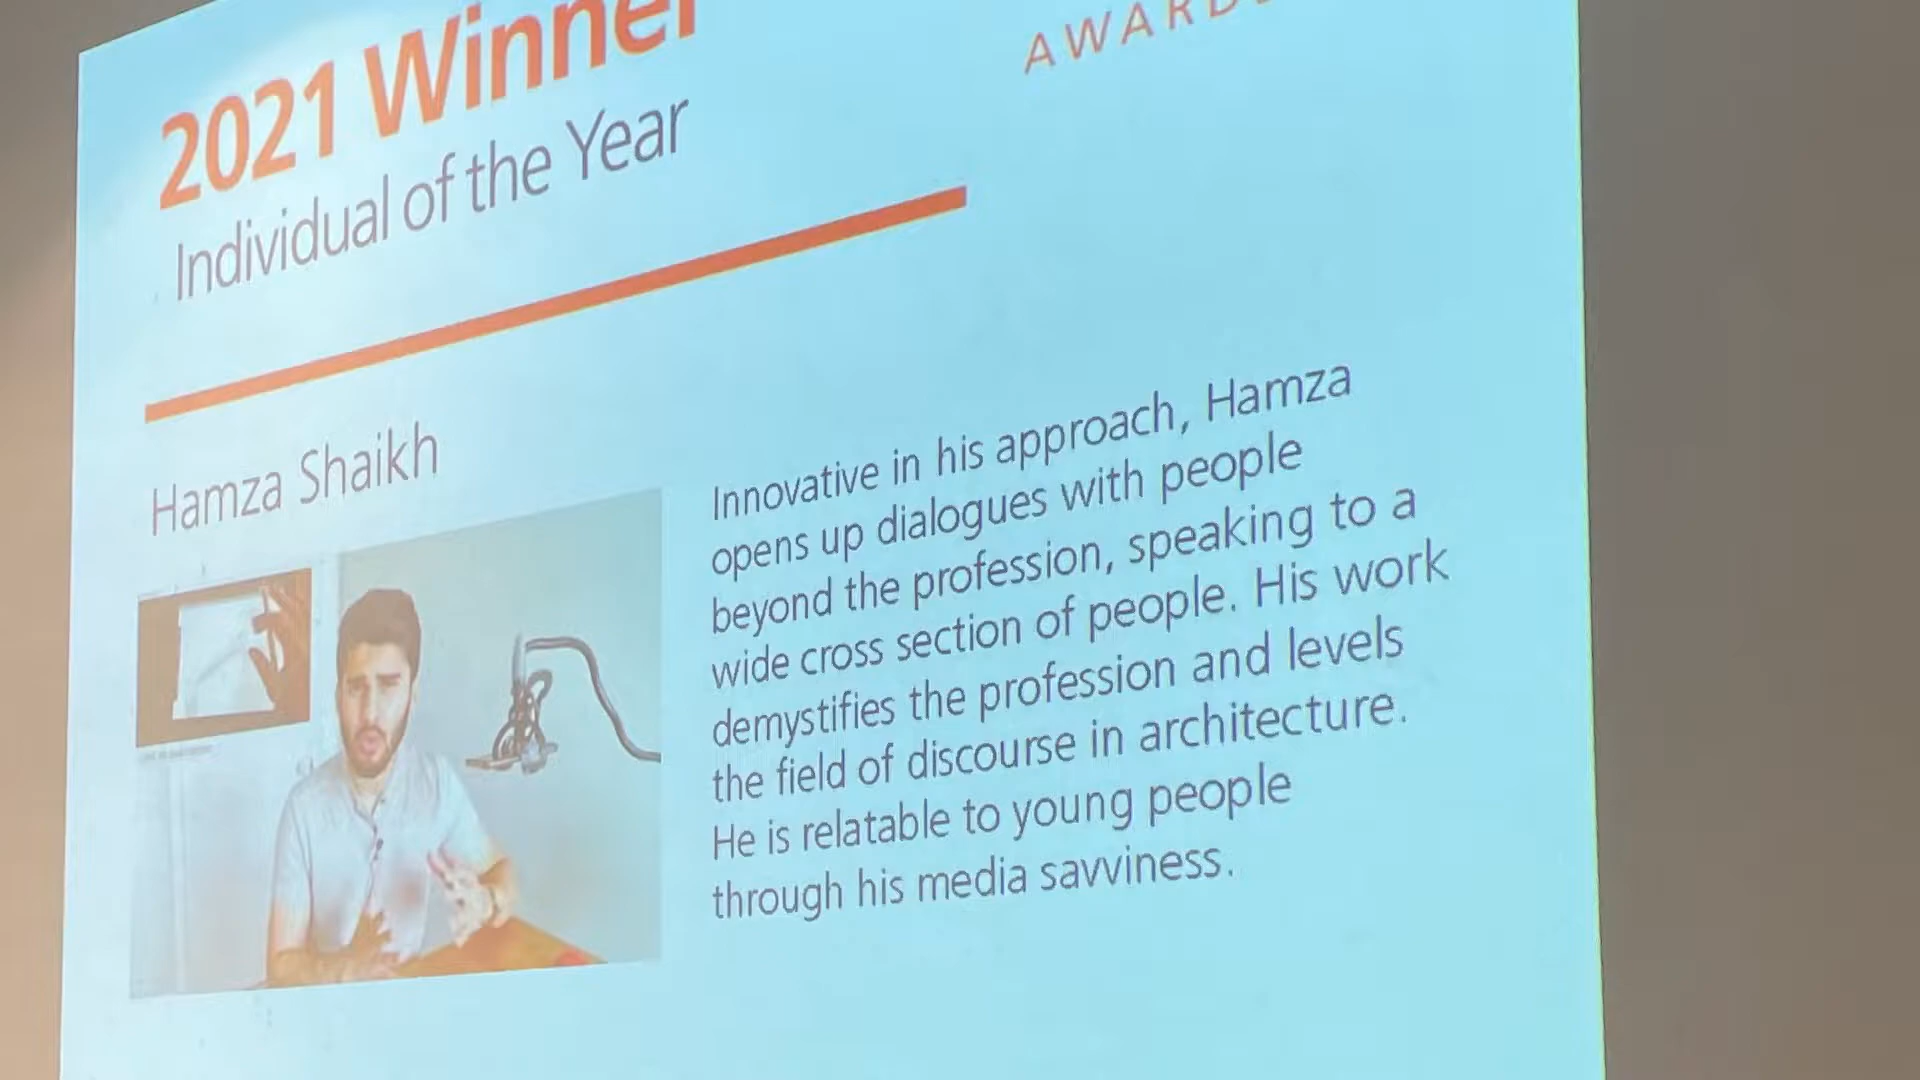 2021 Winner
Individual of the Year
AWARD
Hamza Shaikh
Innovative in his approach, Hamza
opens up dialogues with people
beyond the profession, speaking to a
wide cross section of people. His work
demystifies the profession and levels
the field of discourse in architecture.
He is relatable to young people
through his media savviness.